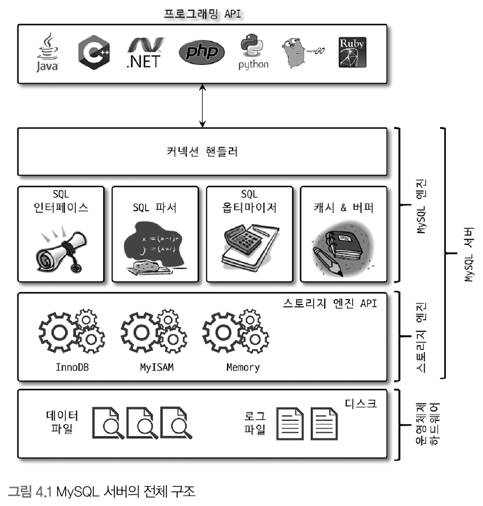 프로그래밍 API
Java
C++
.NET
php
python
GO
Ruby
커넥션 핸들러
SQL
인터페이스
SQL 파서
SQL
옵티마이저
캐시 & 버퍼
MySQL 엔진
MySQL 서버
스토리지 엔진 API
InnoDB
MyISAM
Memory
스토리지 엔진
데이터
파일
로그
파일
디스크
운영체제
하드웨어
그림 4.1 MySQL 서버의 전체 구조